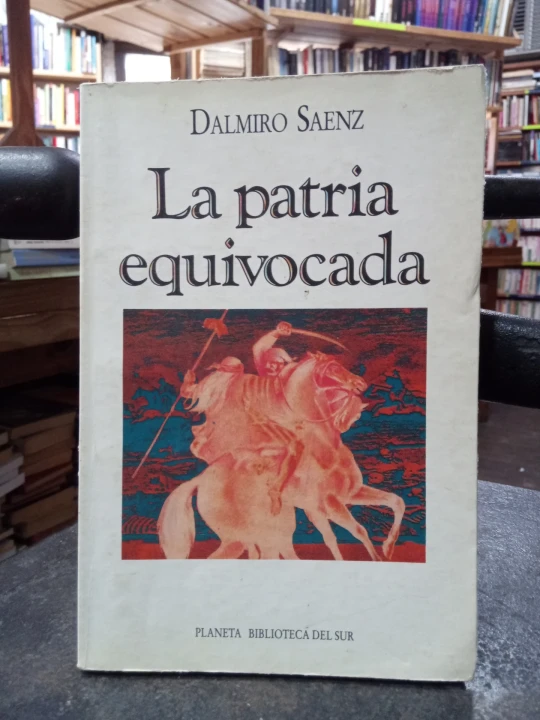 DALMIRO SAENZ
La patria
equivocada
PLANETA BIBLIOTECA DEL SUR